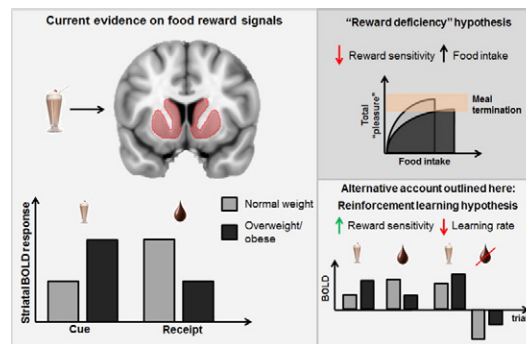 Current evidence on food reward signals
Striatal BOLD response
Normal weight
Overweight/
obese
Cue
Receipt
“Reward deficiency” hypothesis
Reward sensitivity
Food intake
Total
“pleasure”
Meal
termination
Food intake
Alternative account outlined here:
Reinforcement learning hypothesis
Reward sensitivity
Learning rate
BOLD
trial